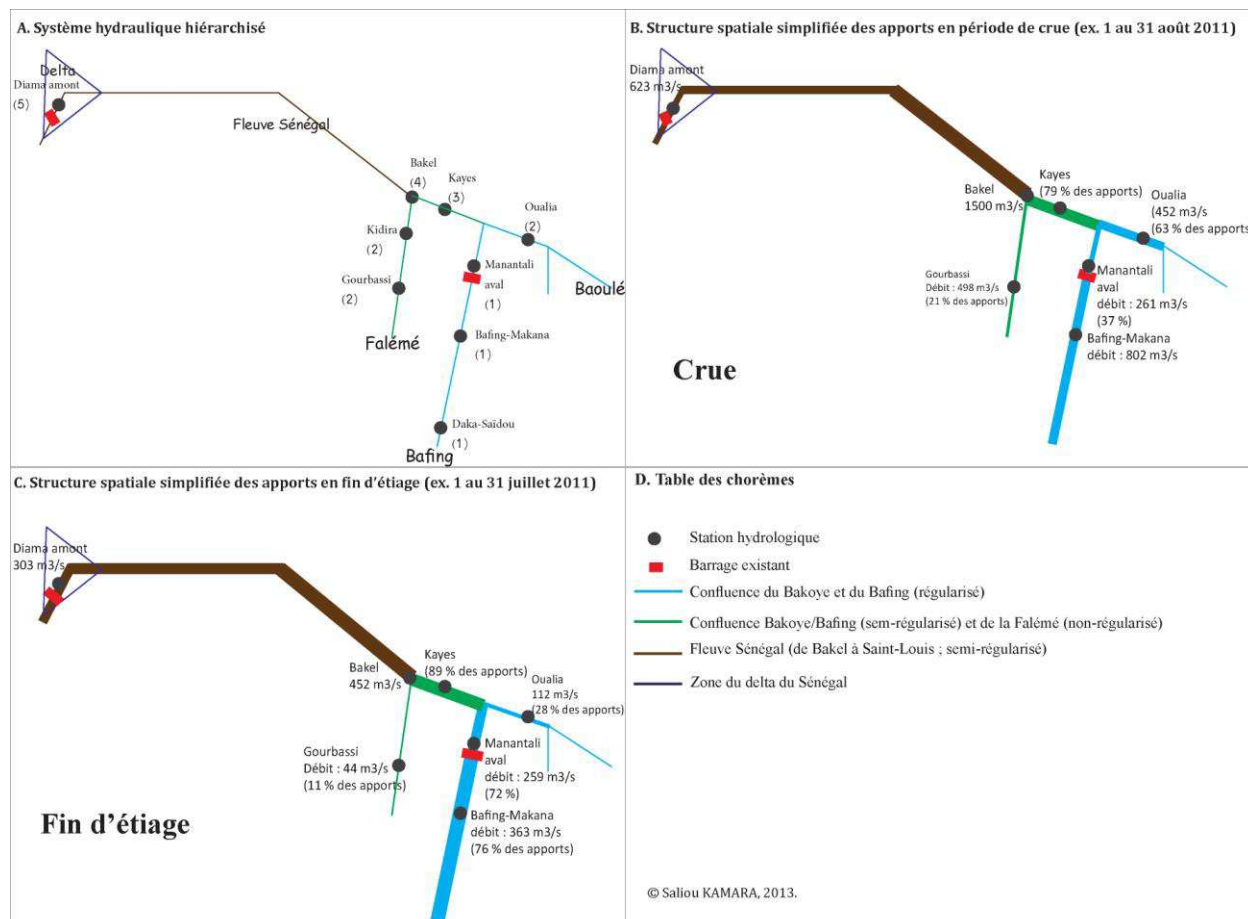 A. Système hydraulique hiérarchisé
Delta
Diama amont
(5)
Fleuve Sénégal
Bakel
(4)
Kayes
(3)
Oualia
(2)
Kidira
(2)
Manantali
aval
(1)
Gourbassi
(2)
Baoulé
Falémé
Bafing-Makana
(1)
Daka-Saïdou
(1)
Bafing
B. Structure spatiale simplifiée des apports en période de crue (ex. 1 au 31 août 2011)
Diama amont
623 m3/s
Kayes
(79 % des apports)
Bakel
1500 m3/s
Oualia
(452 m3/s
(63 % des apports
Gourbassi
Débit : 498 m3/s
(21 % des apports)
Manantali
aval
débit : 261 m3/s
(37 %)
Bafing-Makana
débit : 802 m3/s
Crue
C. Structure spatiale simplifiée des apports en fin d'étiage (ex. 1 au 31 juillet 2011)
Diama amont
303 m3/s
Kayes
(89 % des apports)
Bakel
452 m3/s
Oualia
112 m3/s
(28 % des apports)
Gourbassi
Débit : 44 m3/s
(11 % des apports)
Manantali
aval
débit : 259 m3/s
(72 %)
Bafing-Makana
débit : 363 m3/s
(76 % des apports)
Fin d'étiage
D. Table des chorèmes
Station hydrologique
Barrage existant
Confluence du Bakoye et du Bafing (régularisé)
Confluence Bakoye/Bafing (sem-régularisé) et de la Falémé (non-régularisé)
Fleuve Sénégal (de Bakel à Saint-Louis ; semi-régularisé)
Zone du delta du Sénégal
© Saliou KAMARA, 2013.